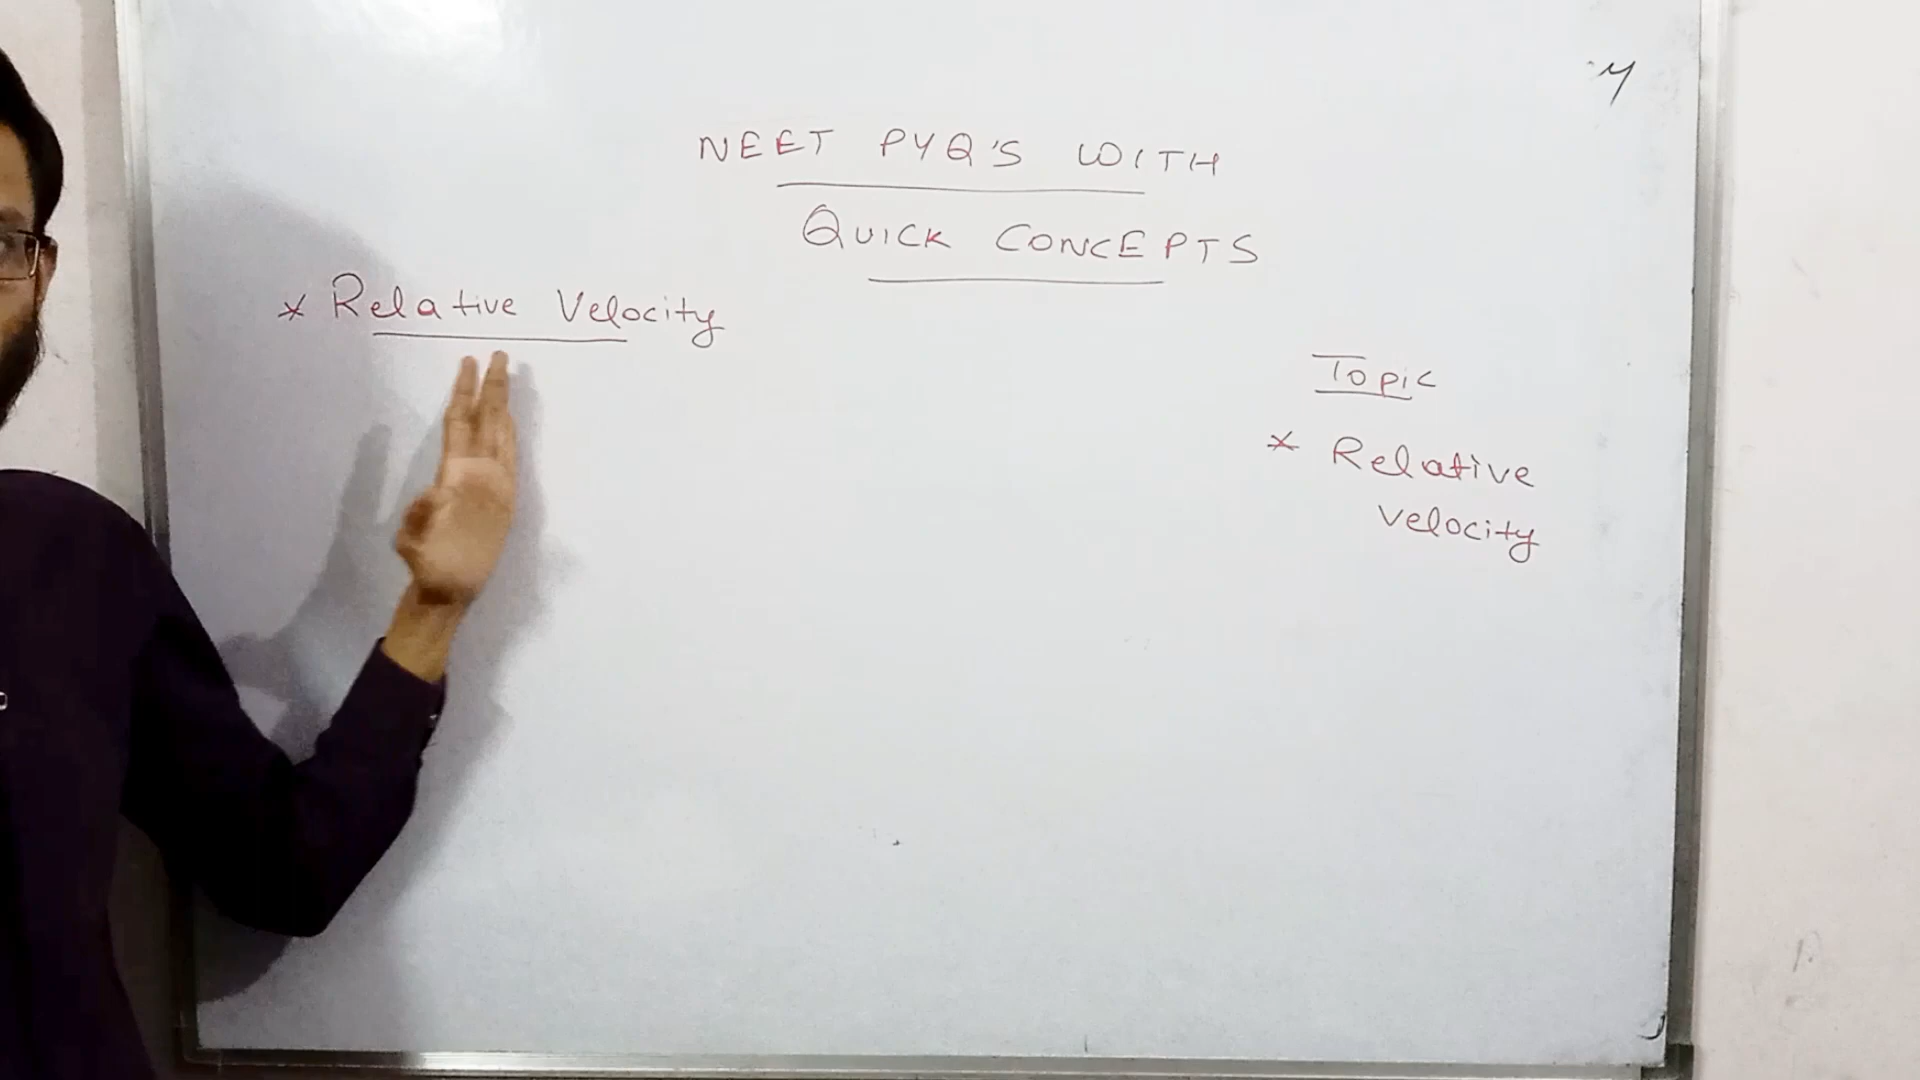 NEET PYQ'S WITH
QUICK CONCEPTS
* Relative Velocity
Topic
* Relative
velocity